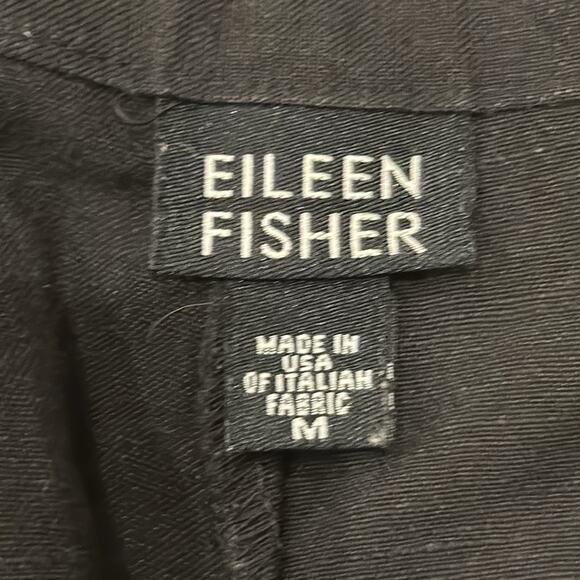 EILEEN
FISHER
MADE IN
USA
OF ITALIAN
FABRIC
M